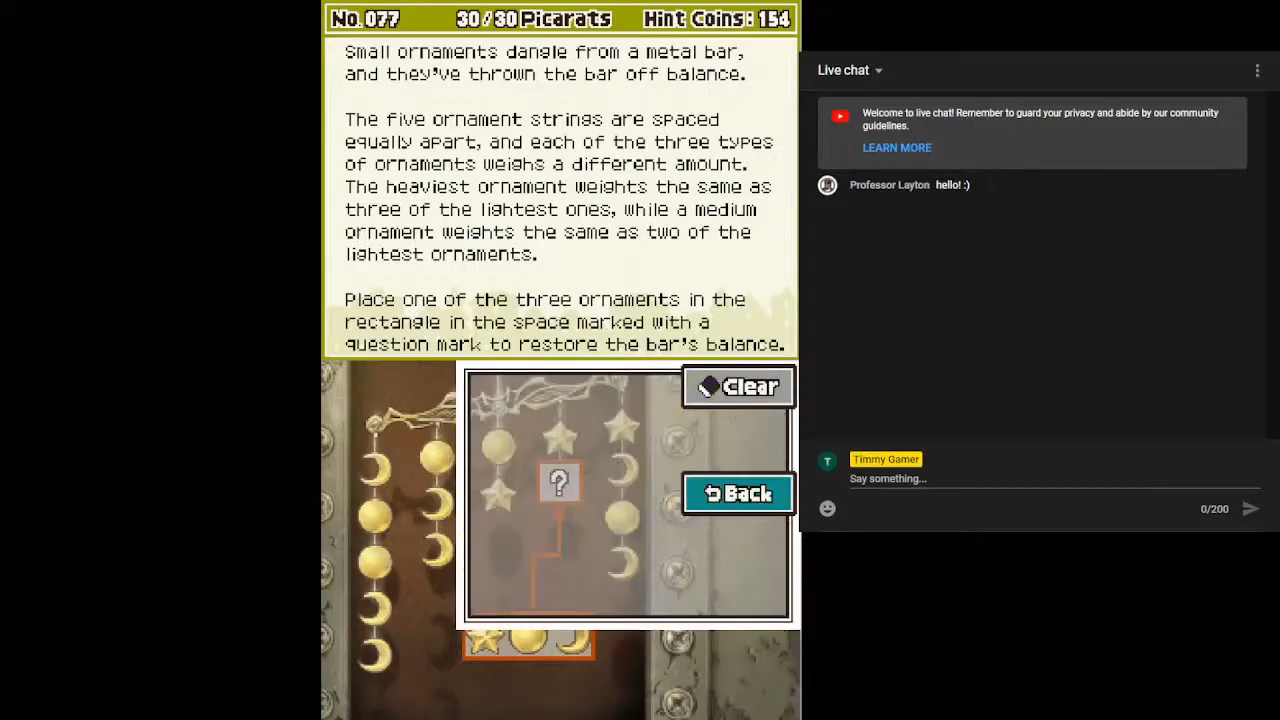 No.077 30/30 Picarats Hint Coins: 154
Small ornaments dangle from a metal bar,
and they've thrown the bar off balance.
The five ornament strings are spaced
equally apart, and each of the three types
of ornaments weighs a different amount.
The heaviest ornament weights the same as
three of the lightest ones, while a medium
ornament weights the same as two of the
lightest ornaments.
Place one of the three ornaments in the
rectangle in the space marked with a
question mark to restore the bar's balance.
Clear
?
Back
Live chat
Welcome to live chat! Remember to guard your privacy and abide by our community
guidelines.
LEARN MORE
Professor Layton hello! :)
T Timmy Gamer
Say something...
0/200